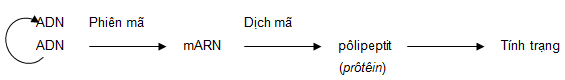 ADN Phiên mã Dịch mã
ADN mARN pôlipeptit Tính trạng
(prôtêin)